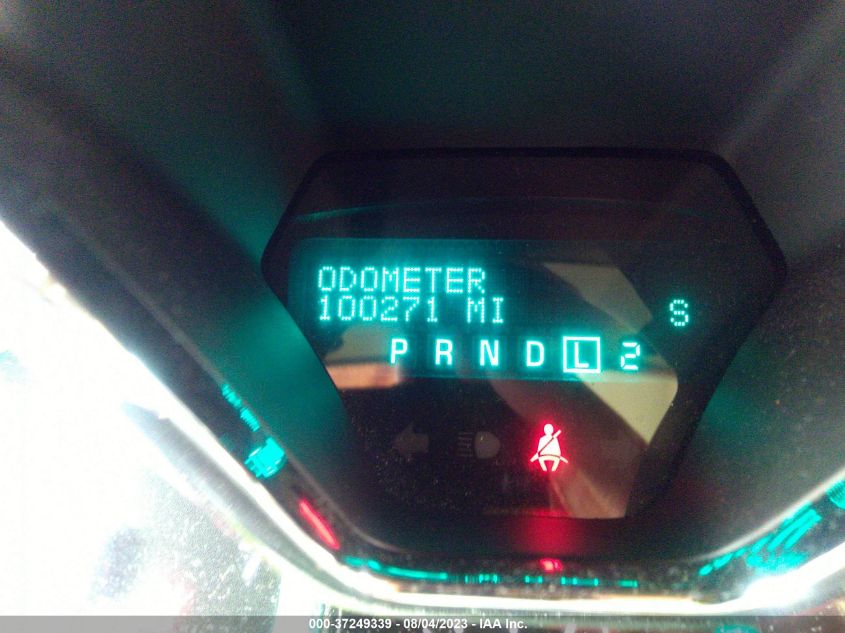 ODOMETER
100271 MI S
P R N D L 2
000-37249339 - 08/04/2023 - IAA Inc.